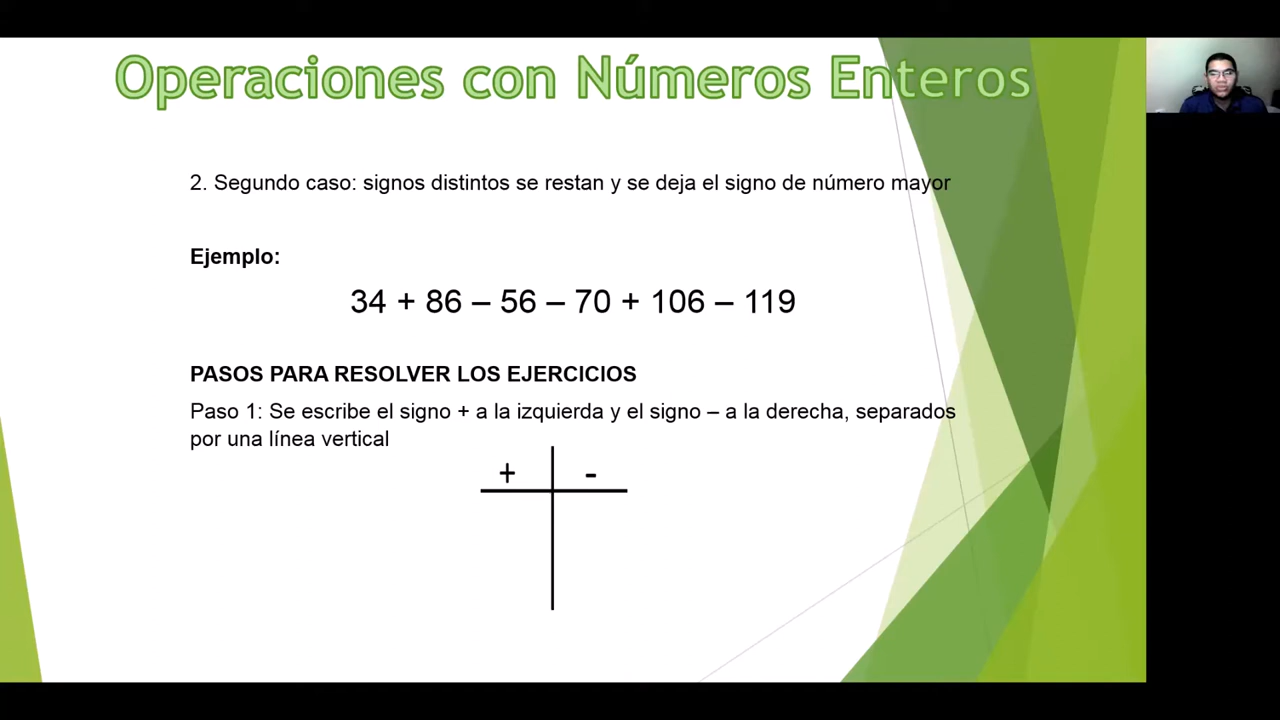 Operaciones con Números Enteros
2. Segundo caso: signos distintos se restan y se deja el signo de número mayor
Ejemplo:
34 + 86 – 56 – 70 + 106 – 119
PASOS PARA RESOLVER LOS EJERCICIOS
Paso 1: Se escribe el signo + a la izquierda y el signo – a la derecha, separados
por una línea vertical
+ -